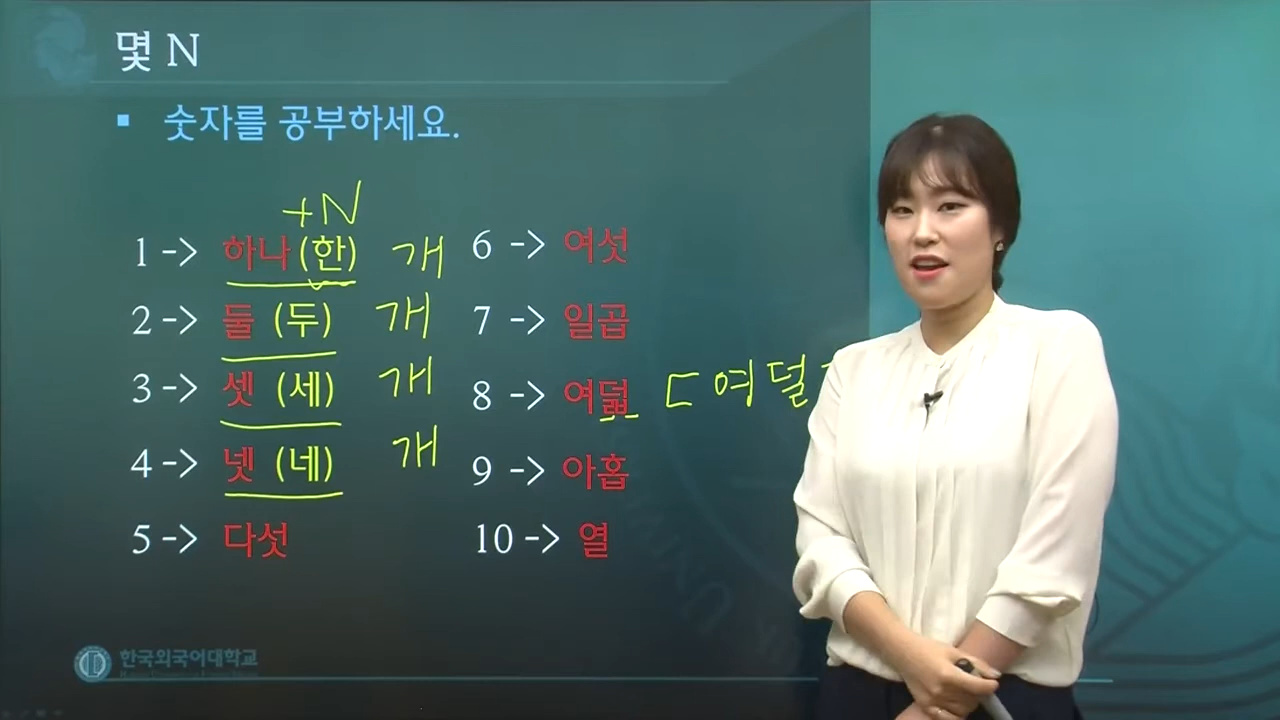 몇 N
▪ 숫자를 공부하세요.
+N
1 -> 하나(한) 개
2 -> 둘 (두) 개
3 -> 셋 (세) 개
4 -> 넷 (네) 개
5 -> 다섯
6 -> 여섯
7 -> 일곱
8 -> 여덟 [여덜
9 -> 아홉
10 -> 열
한국외국어대학교